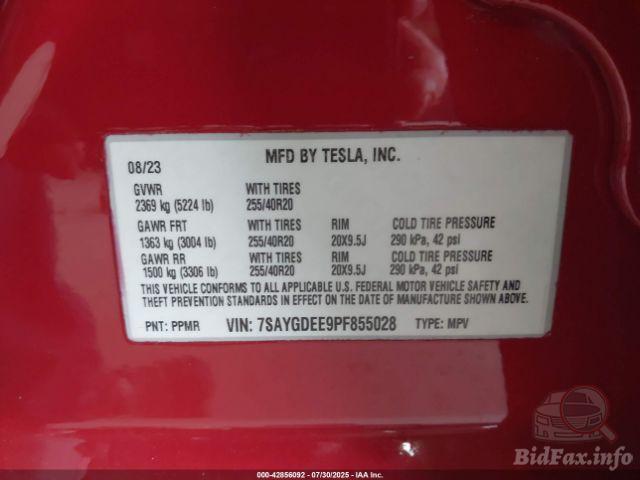 08/23 MFD BY TESLA, INC.
GVWR WITH TIRES
2369 kg (5224 lb) 255/40R20
GAWR FRT WITH TIRES RIM COLD TIRE PRESSURE
1363 kg (3004 lb) 255/40R20 20X9.5J 290 kPa, 42 psi
GAWR RR WITH TIRES RIM COLD TIRE PRESSURE
1500 kg (3306 lb) 255/40R20 20X9.5J 290 kPa, 42 psi
THIS VEHICLE CONFORMS TO ALL APPLICABLE U.S. FEDERAL MOTOR VEHICLE SAFETY AND
THEFT PREVENTION STANDARDS IN EFFECT ON THE DATE OF MANUFACTURE SHOWN ABOVE.
PNT: PPMR VIN: 7SAYGDEE9PF855028 TYPE: MPV
BidFax.info
000-42856092 - 07/30/2025 - IAA Inc.